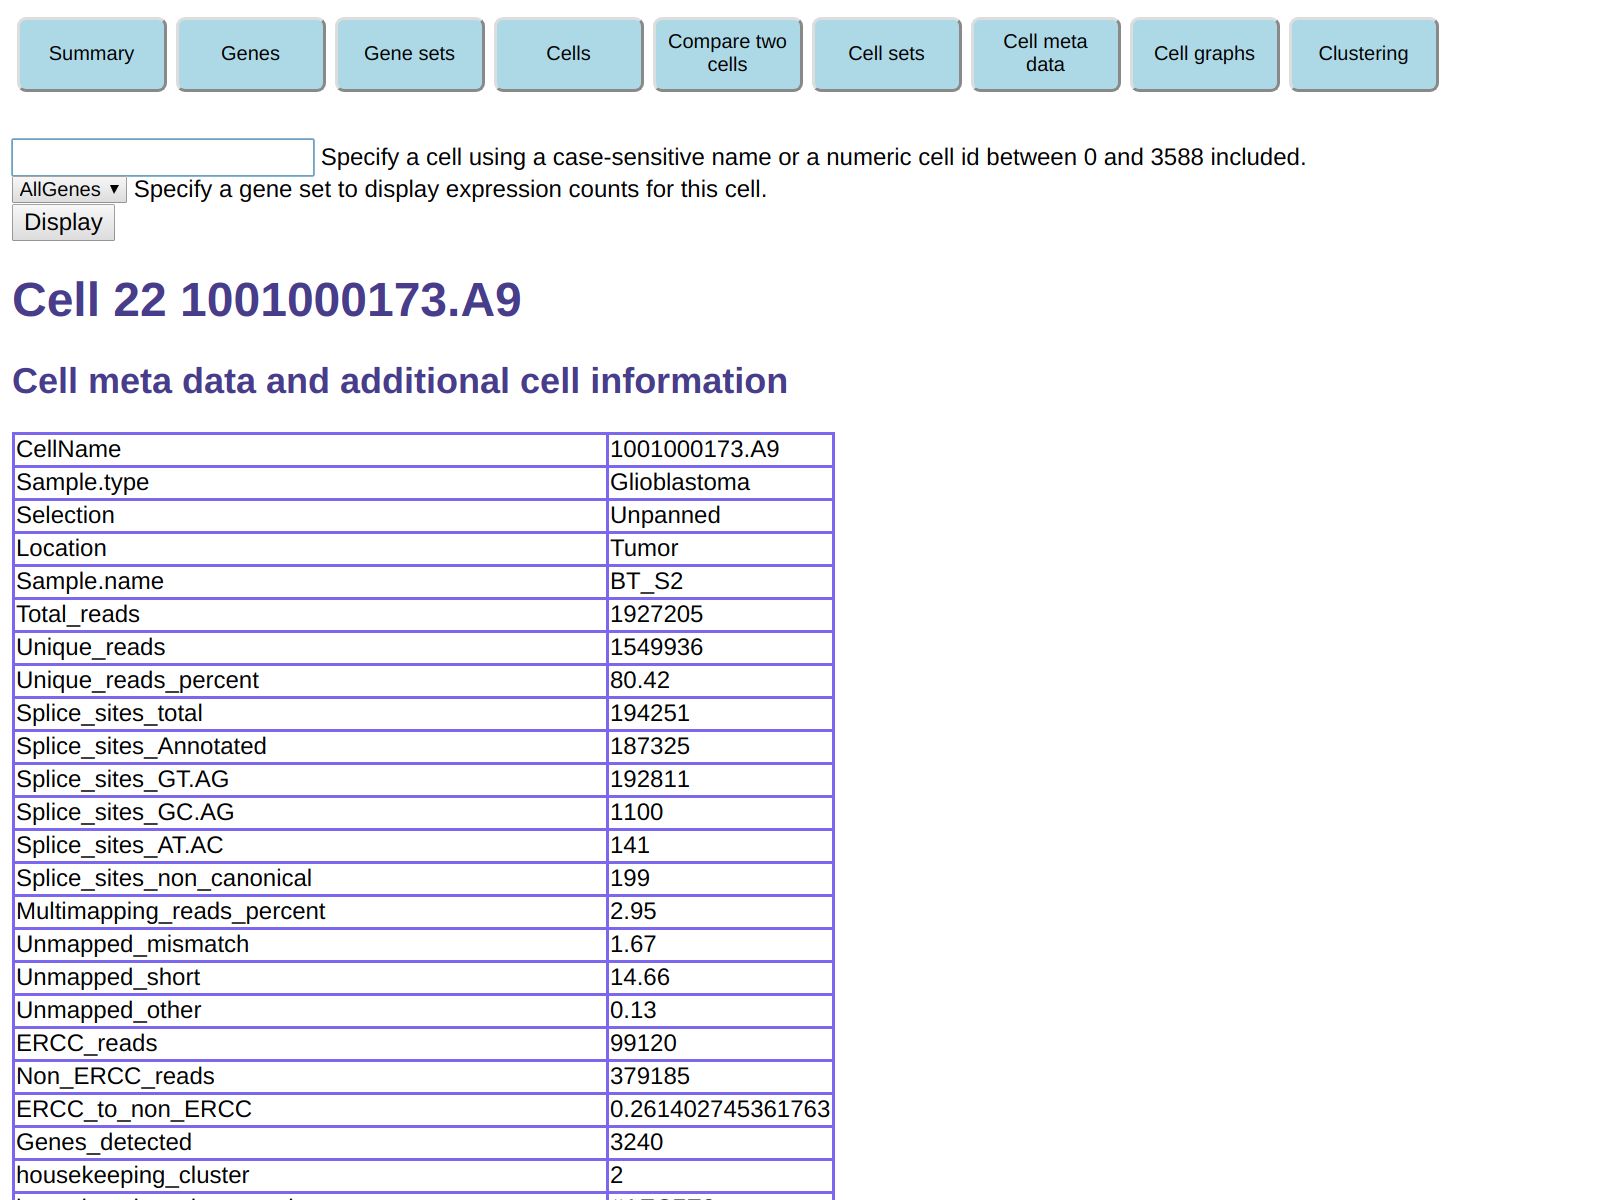 Summary
Genes
Gene sets
Cells
Compare two
cells
Cell sets
Cell meta
data
Cell graphs
Clustering
Specify a cell using a case-sensitive name or a numeric cell id between 0 and 3588 included.
AllGenes ▼ Specify a gene set to display expression counts for this cell.
Display
Cell 22 1001000173.A9
Cell meta data and additional cell information
CellName 1001000173.A9
Sample.type Glioblastoma
Selection Unpanned
Location Tumor
Sample.name BT_S2
Total_reads 1927205
Unique_reads 1549936
Unique_reads_percent 80.42
Splice_sites_total 194251
Splice_sites_Annotated 187325
Splice_sites_GT.AG 192811
Splice_sites_GC.AG 1100
Splice_sites_AT.AC 141
Splice_sites_non_canonical 199
Multimapping_reads_percent 2.95
Unmapped_mismatch 1.67
Unmapped_short 14.66
Unmapped_other 0.13
ERCC_reads 99120
Non_ERCC_reads 379185
ERCC_to_non_ERCC 0.261402745361763
Genes_detected 3240
housekeeping_cluster 2